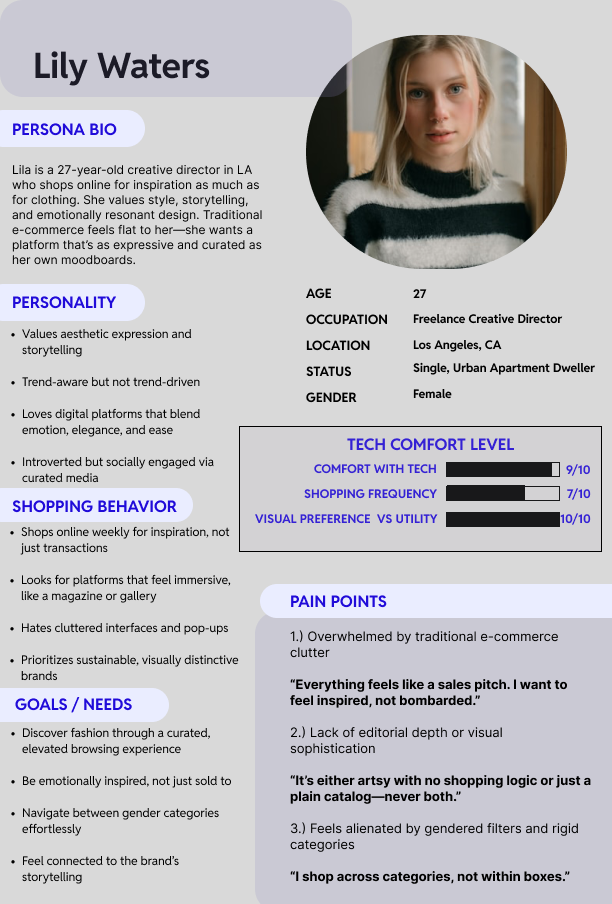 Lily Waters
PERSONA BIO
Lila is a 27-year-old creative director in LA
who shops online for inspiration as much as
for clothing. She values style, storytelling,
and emotionally resonant design. Traditional
e-commerce feels flat to her—she wants a
platform that's as expressive and curated as
her own moodboards.
PERSONALITY
• Values aesthetic expression and
storytelling
• Trend-aware but not trend-driven
• Loves digital platforms that blend
emotion, elegance, and ease
• Introverted but socially engaged via
curated media
SHOPPING BEHAVIOR
• Shops online weekly for inspiration, not
just transactions
• Looks for platforms that feel immersive,
like a magazine or gallery
• Hates cluttered interfaces and pop-ups
• Prioritizes sustainable, visually distinctive
brands
GOALS / NEEDS
• Discover fashion through a curated,
elevated browsing experience
• Be emotionally inspired, not just sold to
• Navigate between gender categories
effortlessly
• Feel connected to the brand's
storytelling
AGE 27
OCCUPATION Freelance Creative Director
LOCATION Los Angeles, CA
STATUS Single, Urban Apartment Dweller
GENDER Female
TECH COMFORT LEVEL
COMFORT WITH TECH 9/10
SHOPPING FREQUENCY 7/10
VISUAL PREFERENCE VS UTILITY 10/10
PAIN POINTS
1.) Overwhelmed by traditional e-commerce
clutter
“Everything feels like a sales pitch. I want to
feel inspired, not bombarded.”
2.) Lack of editorial depth or visual
sophistication
“It’s either artsy with no shopping logic or just a
plain catalog—never both.”
3.) Feels alienated by gendered filters and rigid
categories
“I shop across categories, not within boxes.”